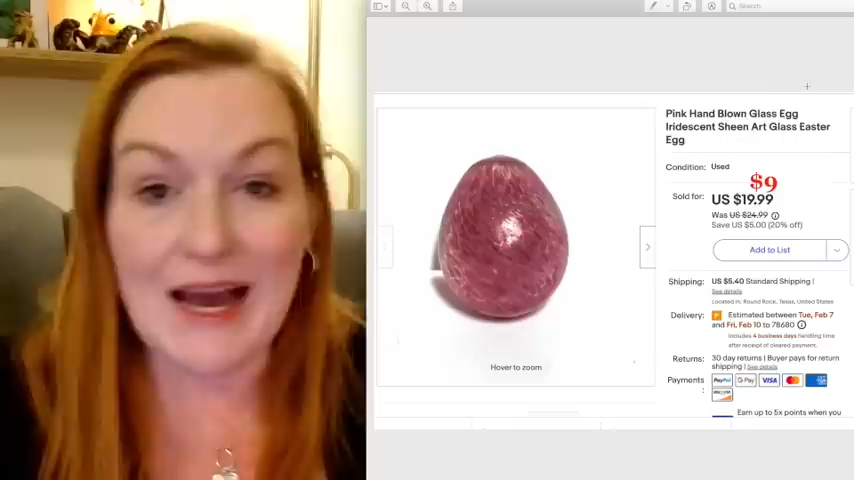 Search
Pink Hand Blown Glass Egg
Iridescent Sheen Art Glass Easter
Egg
Condition: Used
$9
Sold for: US $19.99
Was US $24.99
Save US $5.00 (20% off)
Add to List
Shipping: US $5.40 Standard Shipping |
See details
Located in: Round Rock, Texas, United States
Delivery: Estimated between Tue, Feb 7
and Fri, Feb 10 to 78680
Includes 4 business days handling time
after receipt of cleared payment.
Returns: 30 day returns | Buyer pays for return
shipping | See details
Payments
:
PayPal G Pay VISA
Hover to zoom
Earn up to 5x points when you